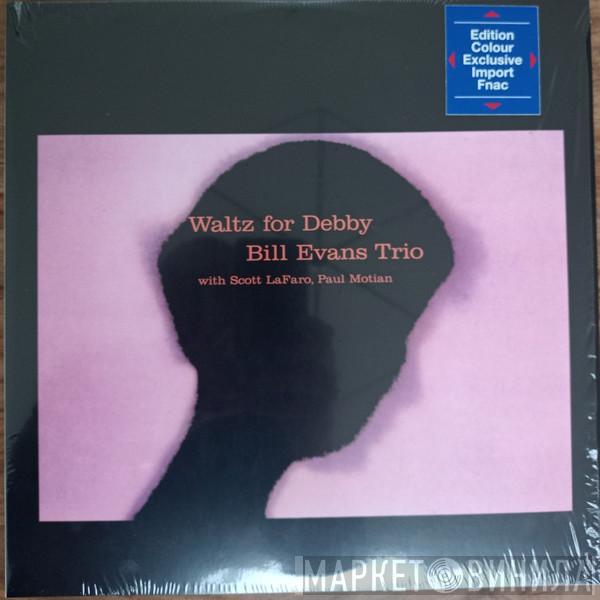 Edition
Colour
Exclusive
Import
Fnac
Waltz for Debby
Bill Evans Trio
with Scott LaFaro, Paul Motian
МАРКЕТ ВИНИЛА